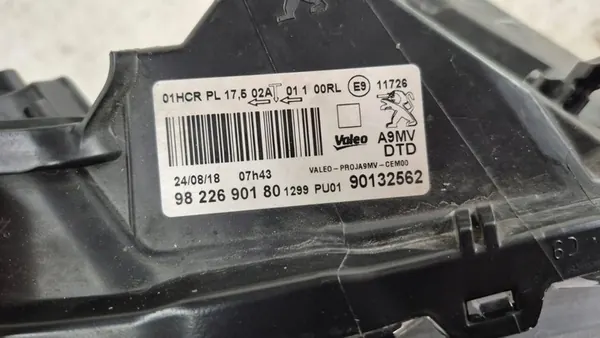 01HCR PL 17,5 02A 01 1 00RL E9 11726
Valeo A9MV
DTD
24/08/18 07h43 VALEO-PROJA9MV-CEM00
98 226 901 80 1299 PU01 90132562